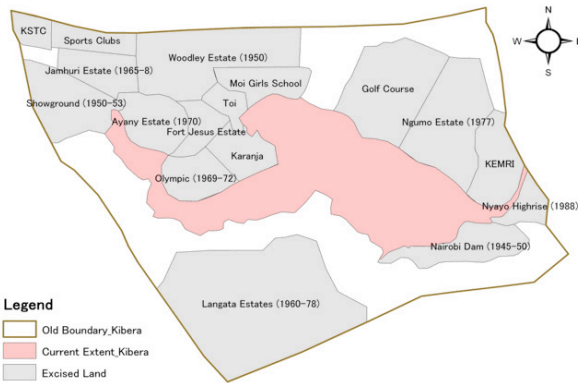 N
W
E
S
KSTC
Sports Clubs
Woodley Estate (1950)
Jamhuri Estate (1965-8)
Moi Girls School
Golf Course
Showground (1950-53)
Toi
Ayany Estate (1970)
Fort Jesus Estate
Ngumo Estate (1977)
Karanja
KEMRI
Olympic (1969-72)
Nyayo Highrise (1988)
Nairobi Dam (1945-50)
Langata Estates (1960-78)
Legend
Old Boundary_Kibera
Current Extent_Kibera
Excised Land